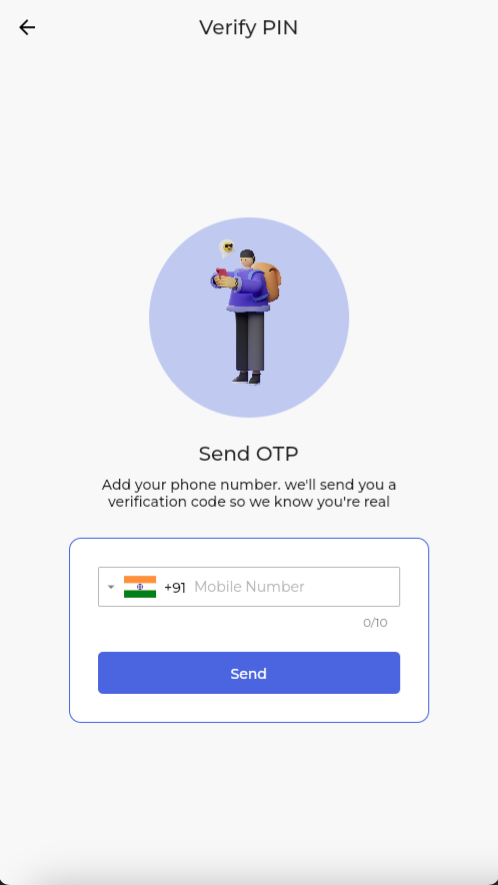 Verify PIN
Send OTP
Add your phone number. we'll send you a
verification code so we know you're real
+91 Mobile Number
0/10
Send